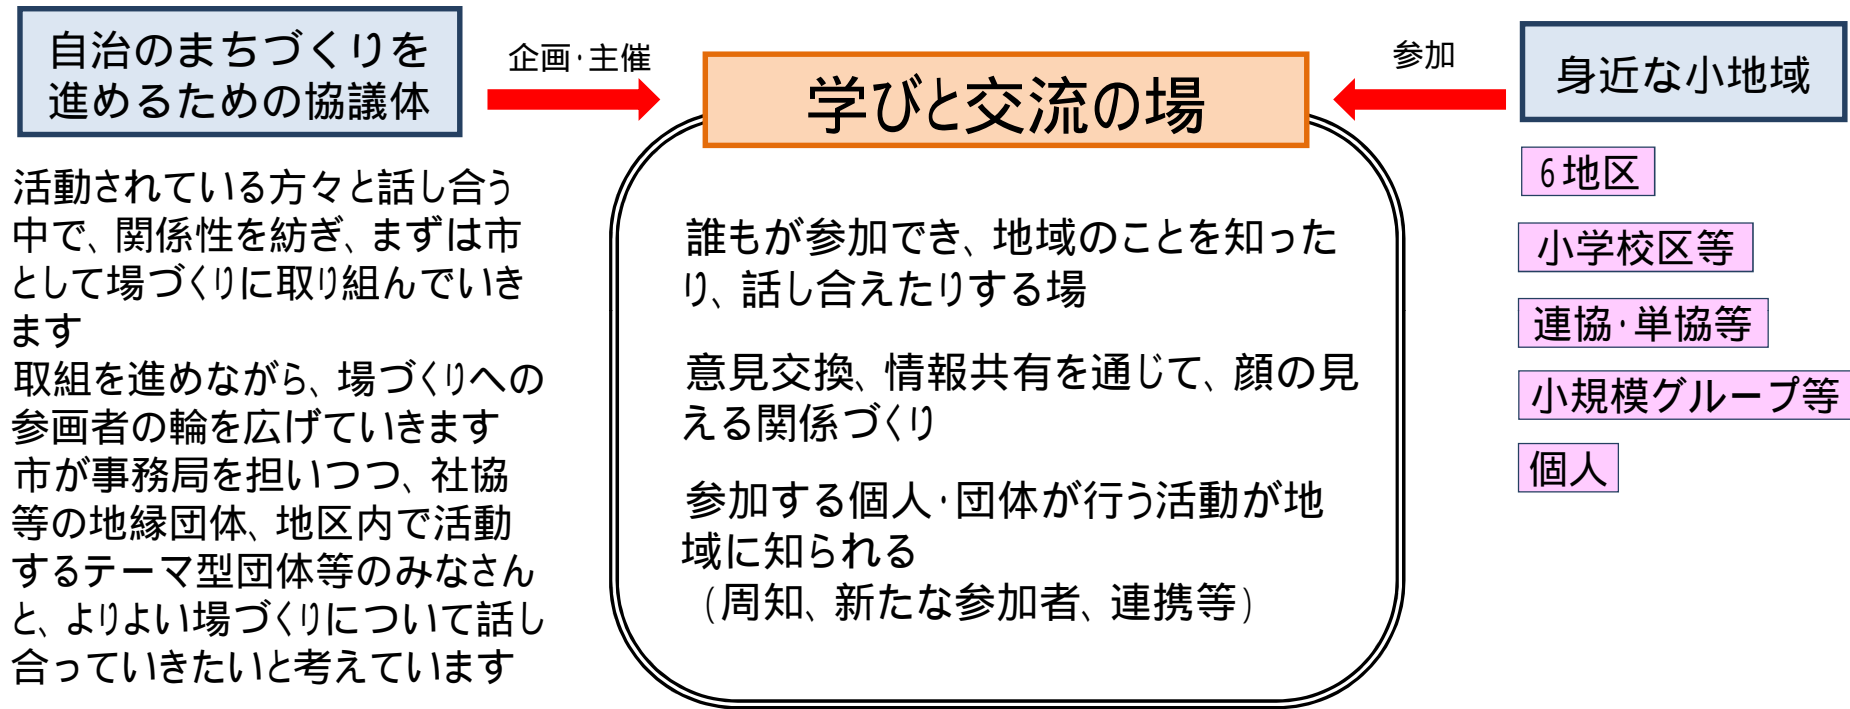 自治のまちづくりを
進めるための協議体
企画・主催
学びと交流の場
参加
身近な小地域
活動されている方々と話し合う
中で、関係性を紡ぎ、まずは市
として場づくりに取り組んでいき
ます
取組を進めながら、場づくりへの
参画者の輪を広げていきます
市が事務局を担いつつ、社協
等の地縁団体、地区内で活動
するテーマ型団体等のみなさん
と、よりよい場づくりについて話し
合っていきたいと考えています
誰もが参加でき、地域のことを知った
り、話し合えたりする場
意見交換、情報共有を通じて、顔の見
える関係づくり
参加する個人・団体が行う活動が地
域に知られる
(周知、新たな参加者、連携等)
6地区
小学校区等
連協・単協等
小規模グループ等
個人